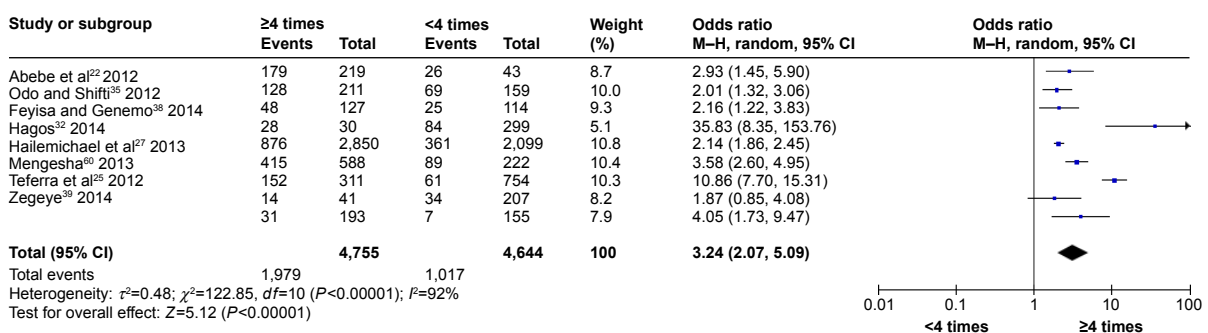 Study or subgroup ≥4 times <4 times Weight Odds ratio Odds ratio
Events Total Events Total (%) M–H, random, 95% CI M–H, random, 95% CI
Abebe et al²² 2012 179 219 26 43 8.7 2.93 (1.45, 5.90)
Odo and Shifti³⁵ 2012 128 211 69 159 10.0 2.01 (1.32, 3.06)
Feyisa and Genemo³⁸ 2014 48 127 25 114 9.3 2.16 (1.22, 3.83)
Hagos³² 2014 28 30 84 299 5.1 35.83 (8.35, 153.76)
Hailemichael et al²⁷ 2013 876 2,850 361 2,099 10.8 2.14 (1.86, 2.45)
Mengesha⁶⁰ 2013 415 588 89 222 10.4 3.58 (2.60, 4.95)
Teferra et al²⁵ 2012 152 311 61 754 10.3 10.86 (7.70, 15.31)
Zegeye³⁹ 2014 14 41 34 207 8.2 1.87 (0.85, 4.08)
31 193 7 155 7.9 4.05 (1.73, 9.47)
Total (95% CI) 4,755 4,644 100 3.24 (2.07, 5.09)
Total events 1,979 1,017
Heterogeneity: τ²=0.48; χ²=122.85, df=10 (P<0.00001); I²=92%
Test for overall effect: Z=5.12 (P<0.00001)
0.01 0.1 1 10 100
<4 times ≥4 times